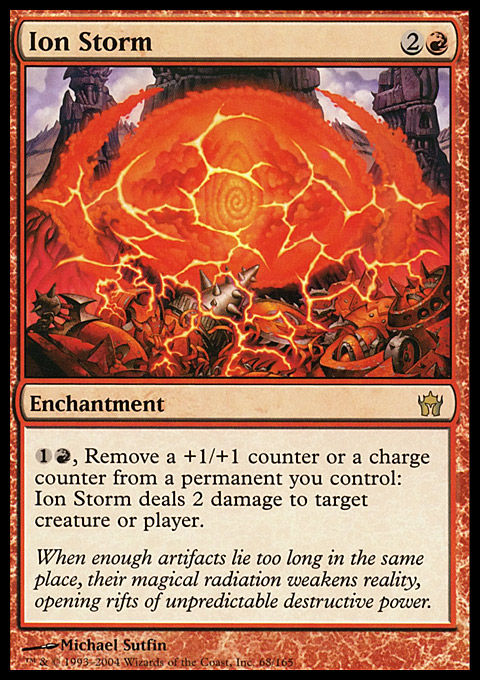 Ion Storm 2
Enchantment
1 , Remove a +1/+1 counter or a charge
counter from a permanent you control:
Ion Storm deals 2 damage to target
creature or player.
When enough artifacts lie too long in the same
place, their magical radiation weakens reality,
opening rifts of unpredictable destructive power.
Michael Sutfin
™ & © 1993–2004 Wizards of the Coast, Inc. 68/165